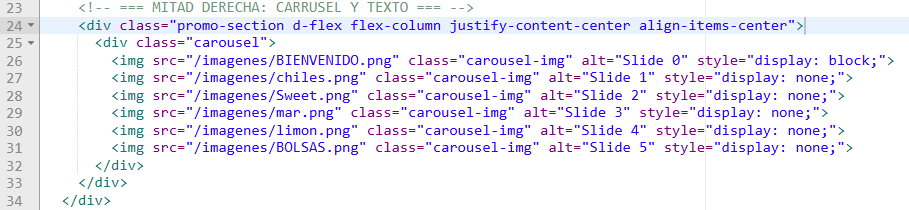 23 <!-- === MITAD DERECHA: CARRUSEL Y TEXTO === -->
24 <div class="promo-section d-flex flex-column justify-content-center align-items-center">
25 <div class="carousel">
26 <img src="/imagenes/BIENVENIDO.png" class="carousel-img" alt="Slide 0" style="display: block;">
27 <img src="/imagenes/chiles.png" class="carousel-img" alt="Slide 1" style="display: none;">
28 <img src="/imagenes/Sweet.png" class="carousel-img" alt="Slide 2" style="display: none;">
29 <img src="/imagenes/mar.png" class="carousel-img" alt="Slide 3" style="display: none;">
30 <img src="/imagenes/limon.png" class="carousel-img" alt="Slide 4" style="display: none;">
31 <img src="/imagenes/BOLSAS.png" class="carousel-img" alt="Slide 5" style="display: none;">
32 </div>
33 </div>
34 </div>